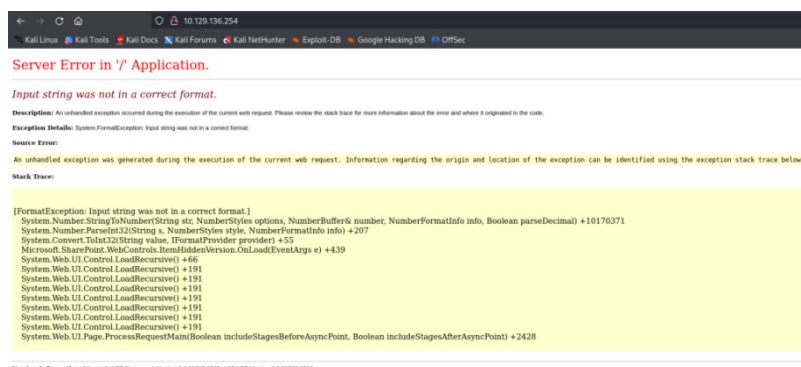 10.129.136.254
Kali Linux Kali Tools Kali Docs Kali Forums Kali NetHunter Exploit-DB Google Hacking DB OffSec
Server Error in '/' Application.
Input string was not in a correct format.
Description: An unhandled exception occurred during the execution of the current web request. Please review the stack trace for more information about the error and where it originated in the code.
Exception Details: System.FormatException: Input string was not in a correct format.
Source Error:
An unhandled exception was generated during the execution of the current web request. Information regarding the origin and location of the exception can be identified using the exception stack trace below
Stack Trace:
[FormatException: Input string was not in a correct format.]
System.Number.StringToNumber(String str, NumberStyles options, NumberBuffer& number, NumberFormatInfo info, Boolean parseDecimal) +10170371
System.Number.ParseInt32(String s, NumberStyles style, NumberFormatInfo info) +207
System.Convert.ToInt32(String value, IFormatProvider provider) +55
Microsoft.SharePoint.WebControls.ItemHiddenVersion.OnLoad(EventArgs e) +439
System.Web.UI.Control.LoadRecursive() +66
System.Web.UI.Control.LoadRecursive() +191
System.Web.UI.Control.LoadRecursive() +191
System.Web.UI.Control.LoadRecursive() +191
System.Web.UI.Control.LoadRecursive() +191
System.Web.UI.Control.LoadRecursive() +191
System.Web.UI.Control.LoadRecursive() +191
System.Web.UI.Page.ProcessRequestMain(Boolean includeStagesBeforeAsyncPoint, Boolean includeStagesAfterAsyncPoint) +2428